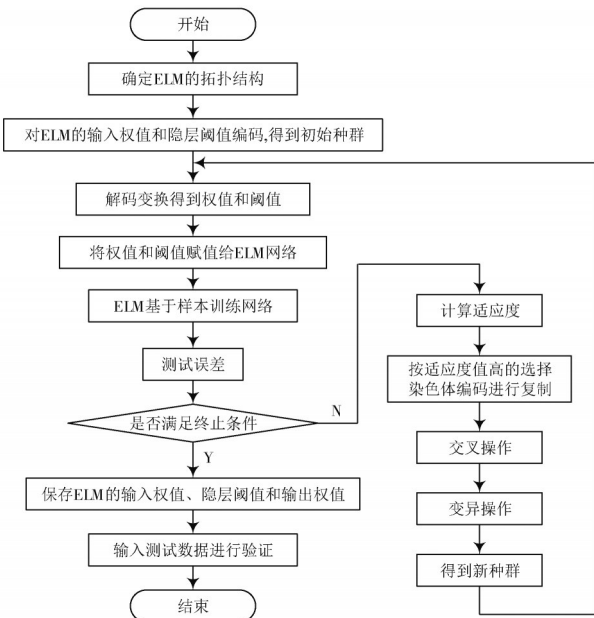 开始
确定ELM的拓扑结构
对ELM的输入权值和隐层阈值编码,得到初始种群
解码变换得到权值和阈值
将权值和阈值赋值给ELM网络
ELM基于样本训练网络
测试误差
是否满足终止条件
N
Y
保存ELM的输入权值、隐层阈值和输出权值
输入测试数据进行验证
结束
计算适应度
按适应度值高的选择
染色体编码进行复制
交叉操作
变异操作
得到新种群